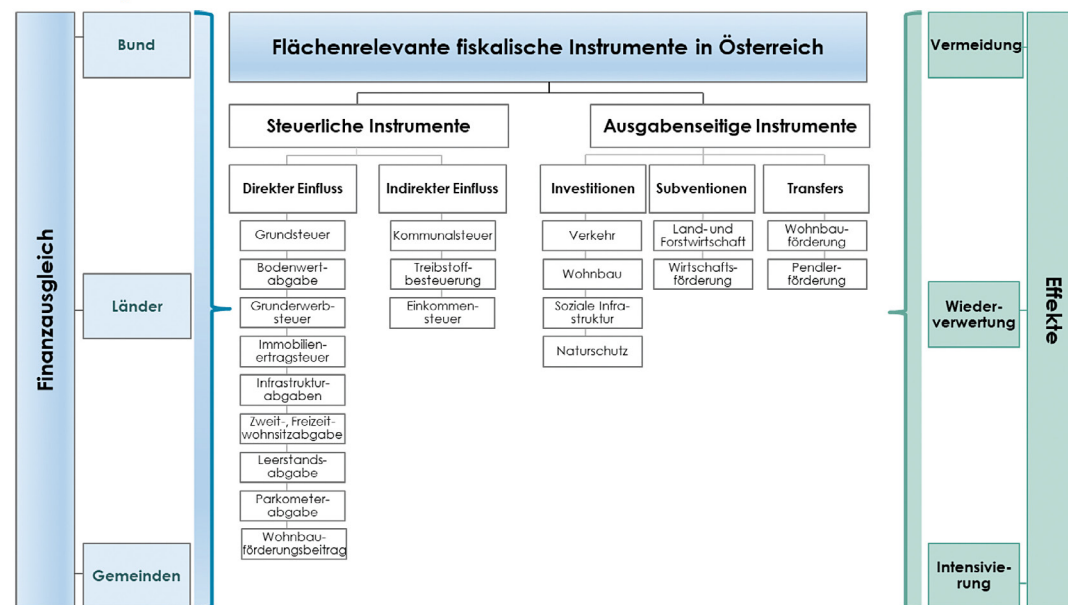 Finanzausgleich
Bund
Länder
Gemeinden
Flächenrelevante fiskalische Instrumente in Österreich
Steuerliche Instrumente
Direkter Einfluss
Grundsteuer
Bodenwert-
abgabe
Grunderwerb-
steuer
Immobilien-
ertragsteuer
Infrastruktur-
abgaben
Zweit-, Freizeit-
wohnsitzabgabe
Leerstands-
abgabe
Parkometer-
abgabe
Wohnbau-
förderungsbeitrag
Indirekter Einfluss
Kommunalsteuer
Treibstoff-
besteuerung
Einkommen-
steuer
Ausgabenseitige Instrumente
Investitionen
Verkehr
Wohnbau
Soziale Infra-
struktur
Naturschutz
Subventionen
Land- und
Forstwirtschaft
Wirtschafts-
förderung
Transfers
Wohnbau-
förderung
Pendler-
förderung
Vermeidung
Wieder-
verwertung
Intensivie-
rung
Effekte